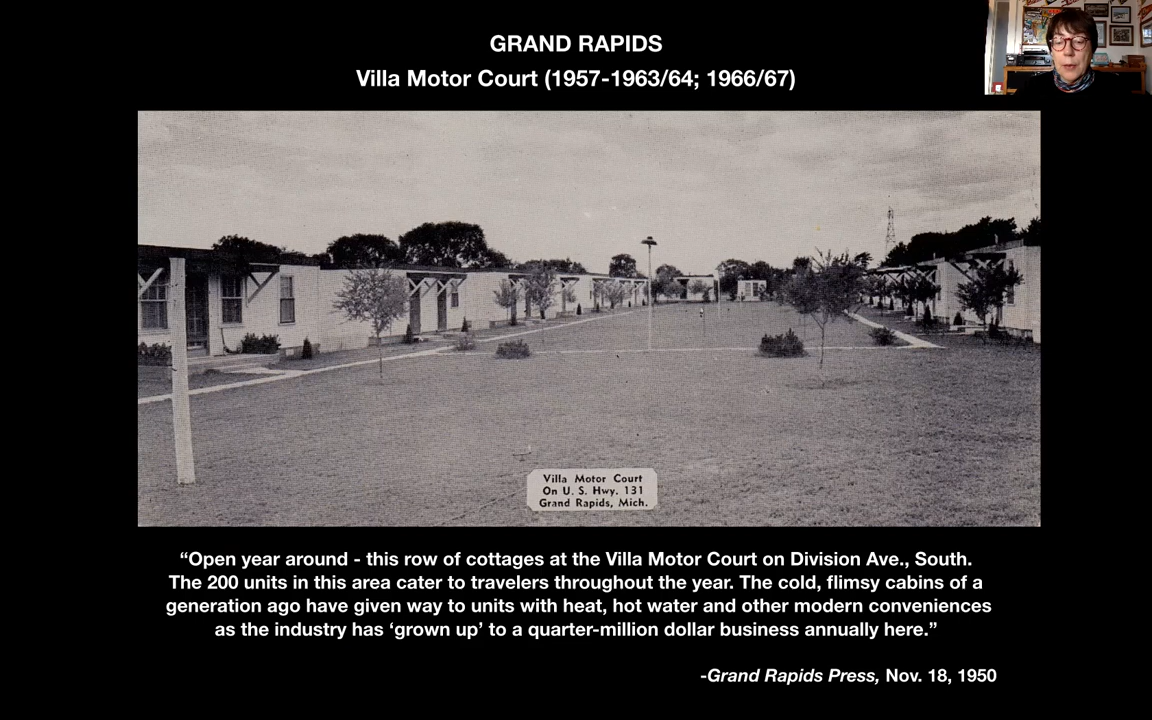 GRAND RAPIDS
Villa Motor Court (1957-1963/64; 1966/67)
Villa Motor Court
On U. S. Hwy. 131
Grand Rapids, Mich.
“Open year around - this row of cottages at the Villa Motor Court on Division Ave., South.
The 200 units in this area cater to travelers throughout the year. The cold, flimsy cabins of a
generation ago have given way to units with heat, hot water and other modern conveniences
as the industry has ‘grown up’ to a quarter-million dollar business annually here.”
-Grand Rapids Press, Nov. 18, 1950